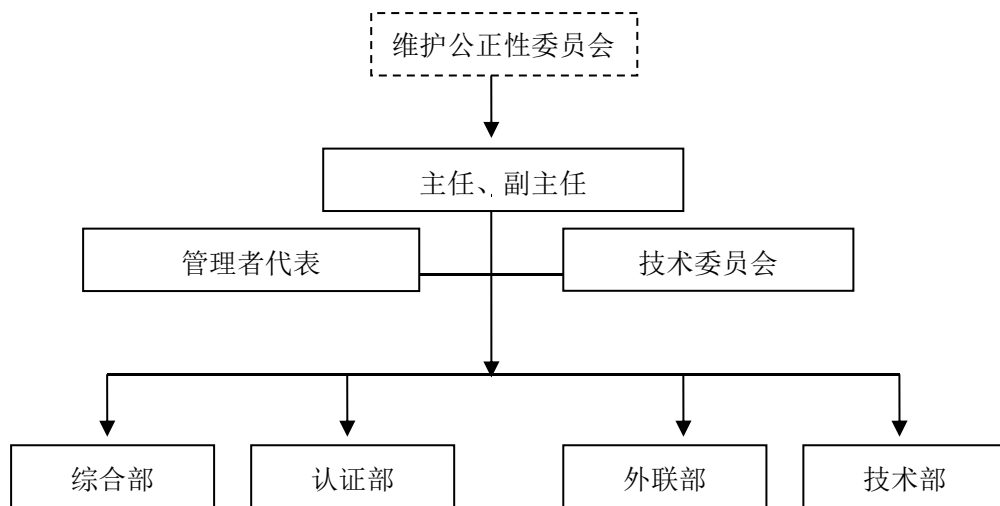 维护公正性委员会
主任、副主任
管理者代表
技术委员会
综合部
认证部
外联部
技术部